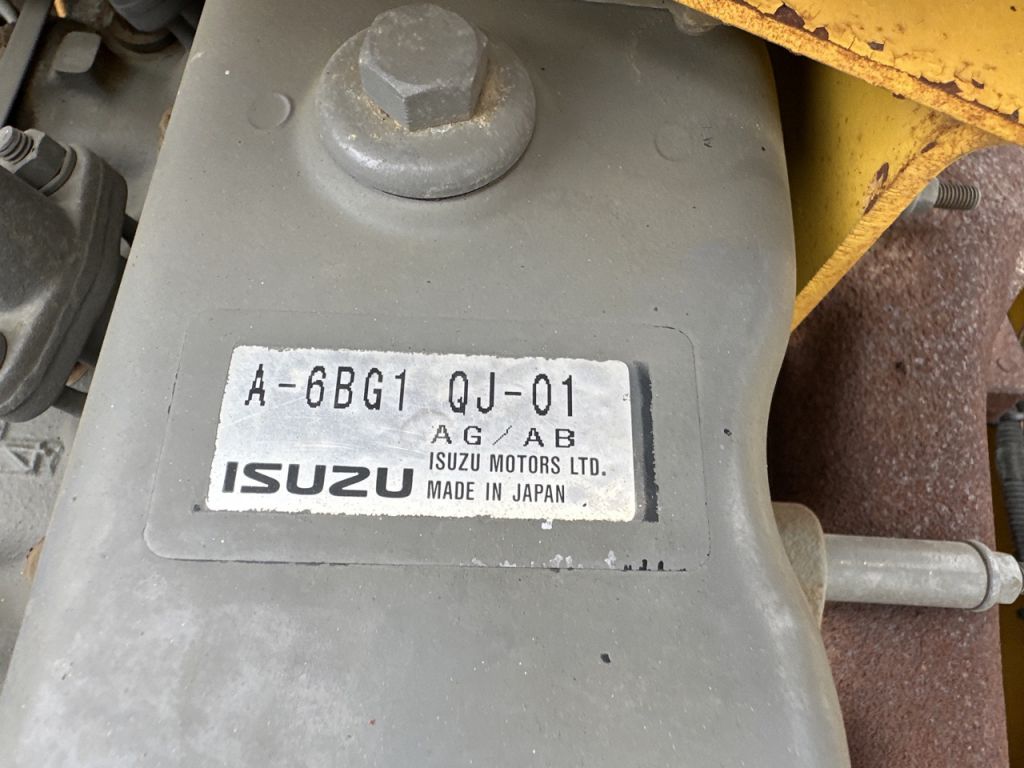 A-6BG1 QJ-01
AG/AB
ISUZU
ISUZU MOTORS LTD.
MADE IN JAPAN